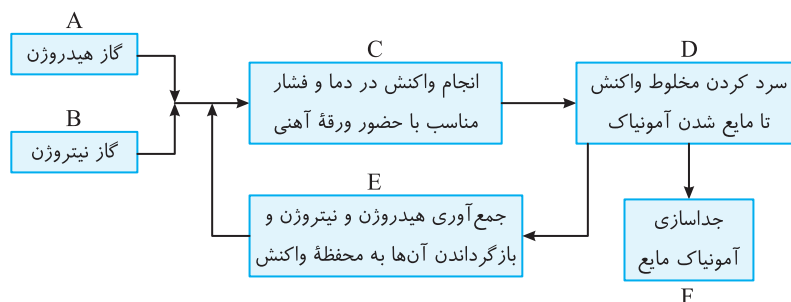 A
گاز هیدروژن
B
گاز نیتروژن
C
انجام واکنش در دما و فشار
مناسب با حضور ورقهٔ آهنی
D
سرد کردن مخلوط واکنش
تا مایع شدن آمونیاک
E
جمع‌آوری هیدروژن و نیتروژن و
بازگرداندن آن‌ها به محفظهٔ واکنش
جداسازی
آمونیاک مایع
F